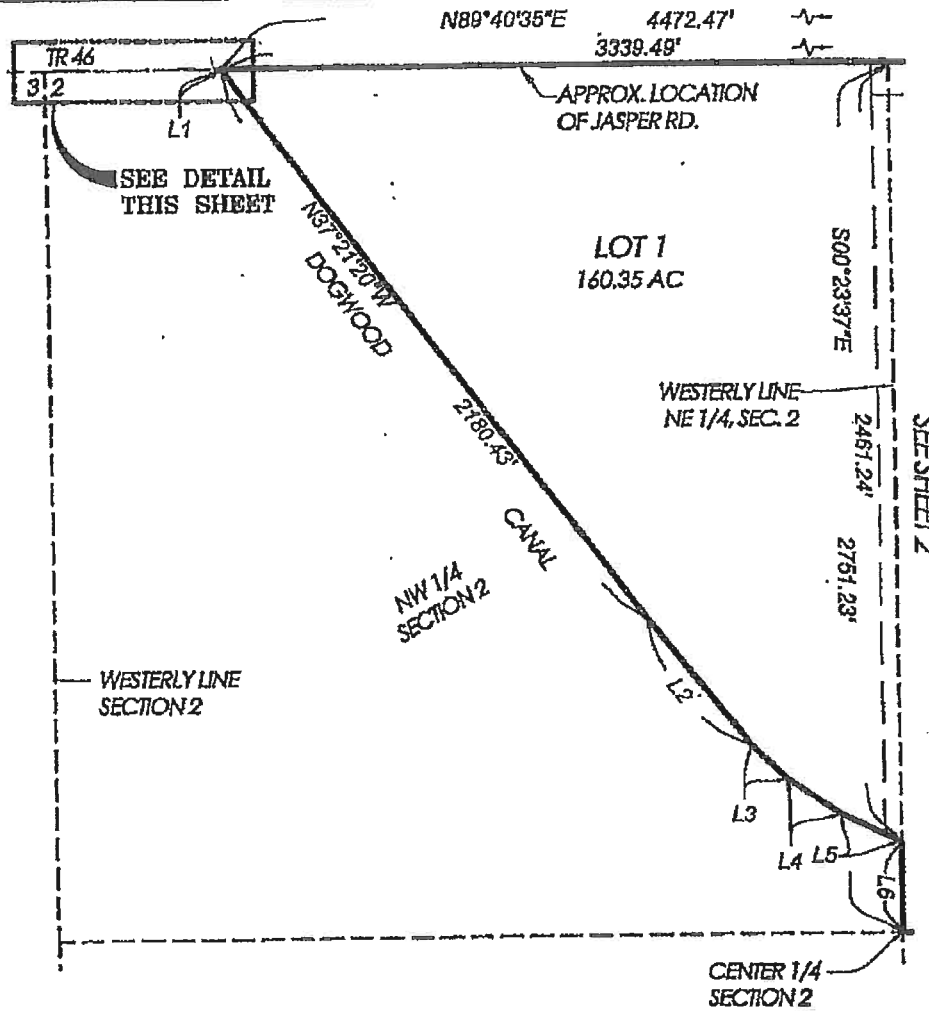 N89°40'35"E 4472.47'
3339.49'
TR 46
3 2
L1
APPROX. LOCATION
OF JASPER RD.
SEE DETAIL
THIS SHEET
N37°21'20"W
DOGWOOD
2180.43'
CANAL
LOT 1
160.35 AC
S00°23'37"E
WESTERLY LINE
NE 1/4, SEC. 2
2461.24'
2751.23'
SEE SHEET 2
NW 1/4
SECTION 2
WESTERLY LINE
SECTION 2
L2
L3
L4
L5
L6
CENTER 1/4
SECTION 2